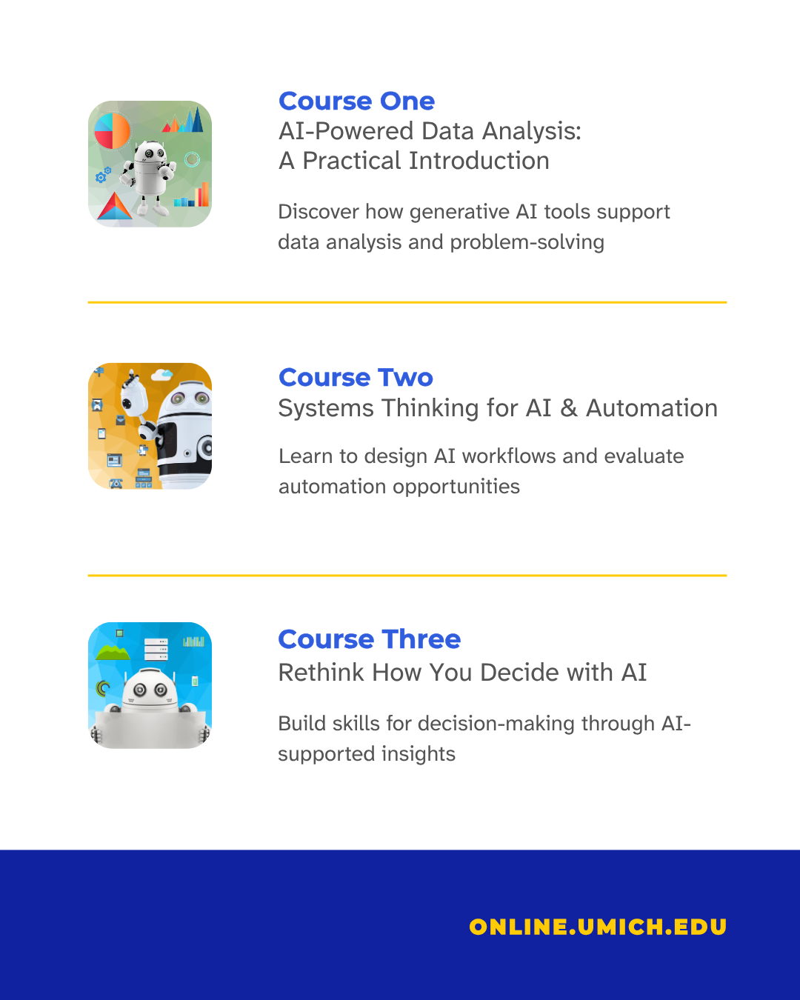 Course One
AI-Powered Data Analysis:
A Practical Introduction
Discover how generative AI tools support
data analysis and problem-solving
Course Two
Systems Thinking for AI & Automation
Learn to design AI workflows and evaluate
automation opportunities
Course Three
Rethink How You Decide with AI
Build skills for decision-making through AI-
supported insights
ONLINE.UMICH.EDU